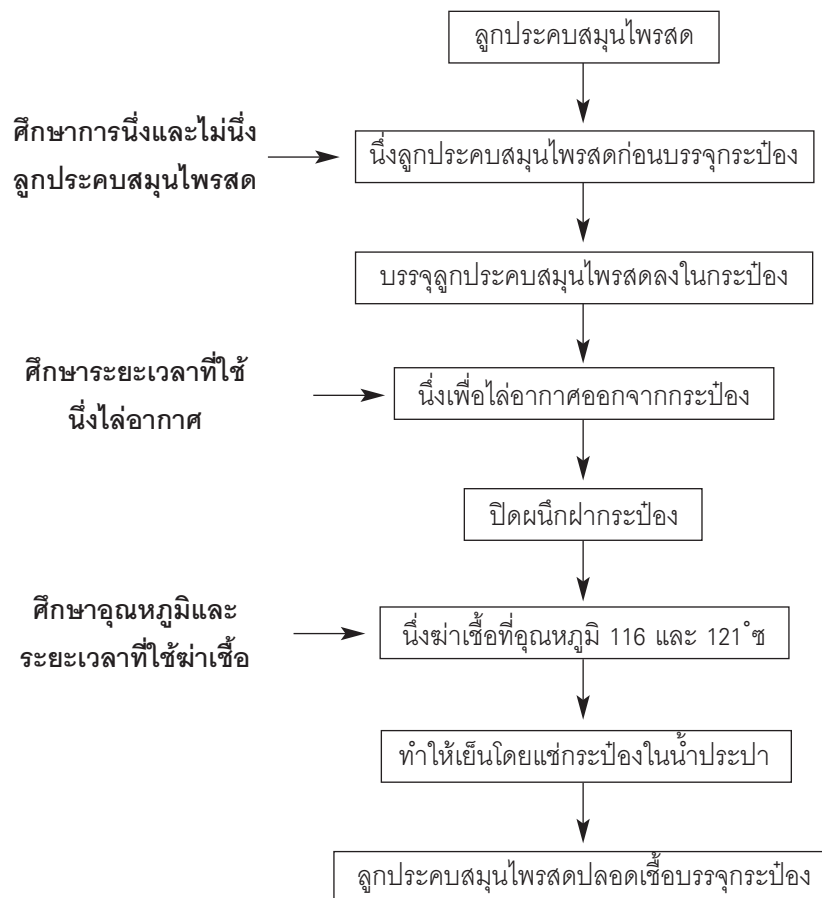 ลูกประคบสมุนไพรสด
ศึกษาการนึ่งและไม่นึ่ง
ลูกประคบสมุนไพรสด
นึ่งลูกประคบสมุนไพรสดก่อนบรรจุกระป๋อง
บรรจุลูกประคบสมุนไพรสดลงในกระป๋อง
ศึกษาระยะเวลาที่ใช้
นึ่งไล่อากาศ
นึ่งเพื่อไล่อากาศออกจากกระป๋อง
ปิดผนึกฝากระป๋อง
ศึกษาอุณหภูมิและ
ระยะเวลาที่ใช้ฆ่าเชื้อ
นึ่งฆ่าเชื้อที่อุณหภูมิ 116 และ 121 ํซ
ทำให้เย็นโดยแช่กระป๋องในน้ำประปา
ลูกประคบสมุนไพรสดปลอดเชื้อบรรจุกระป๋อง